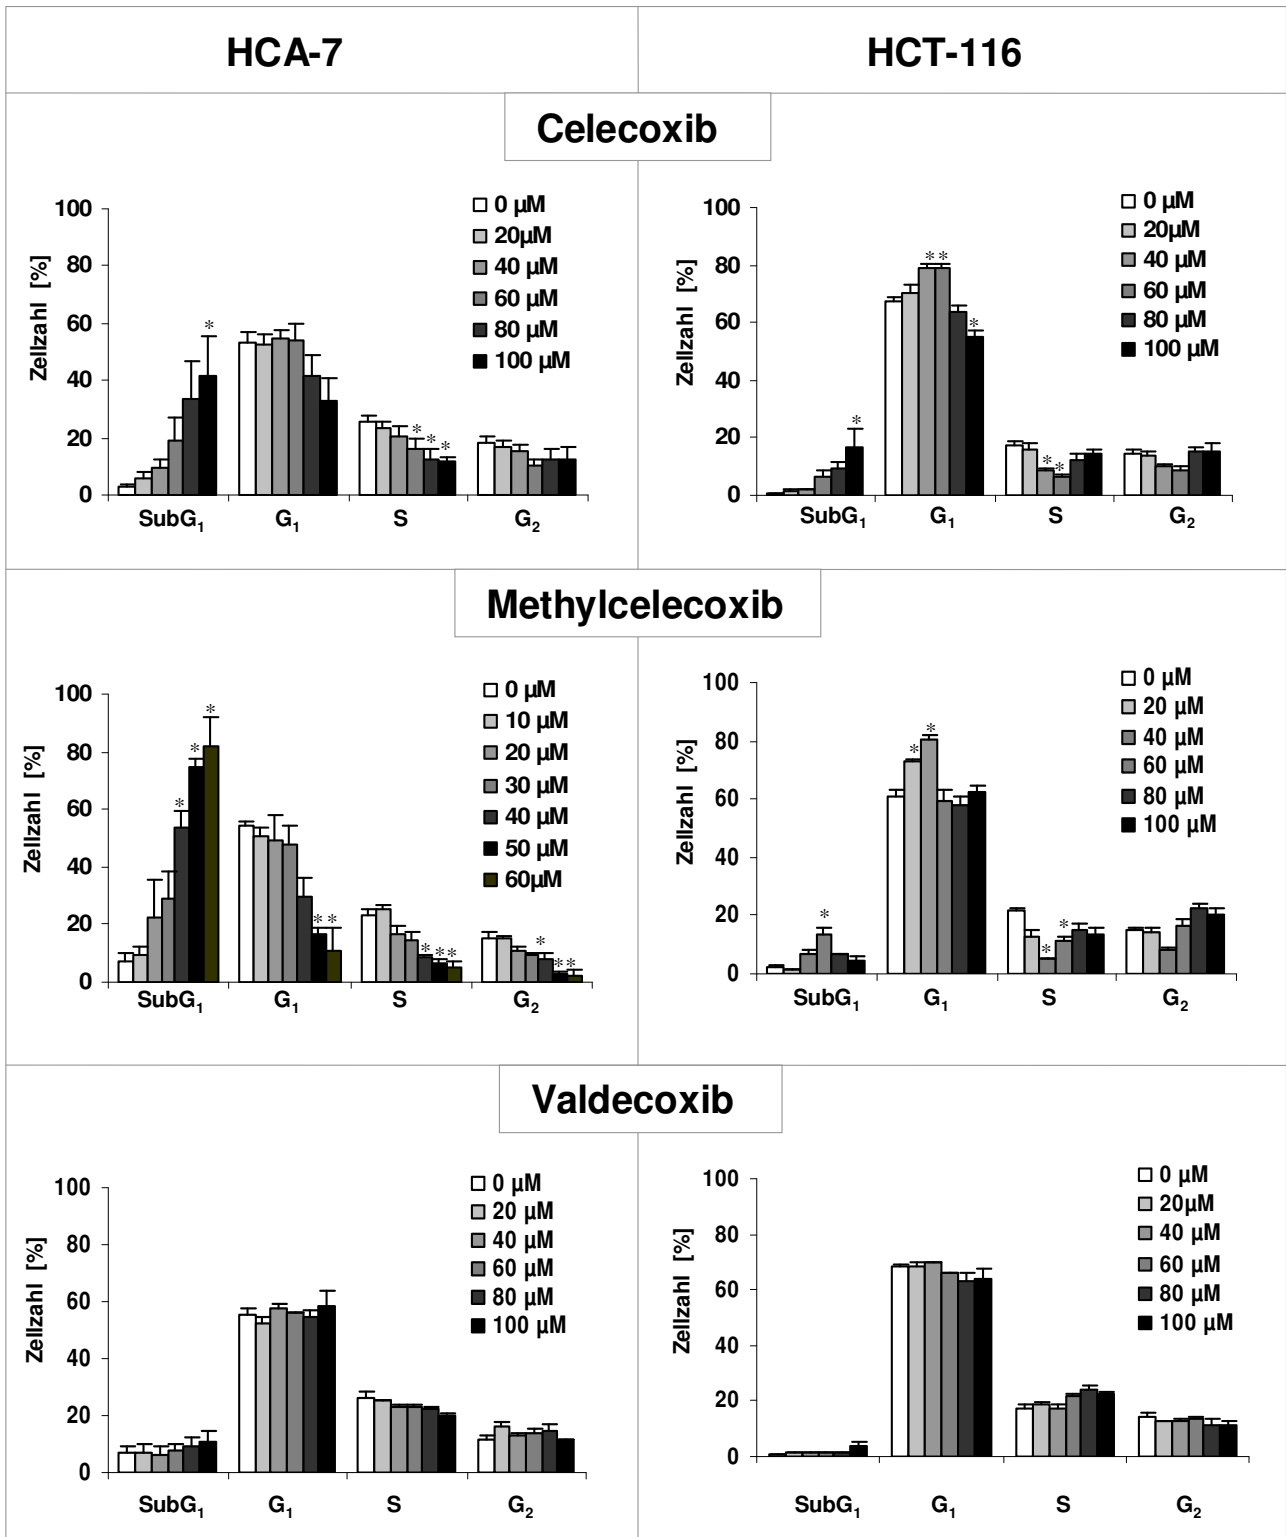 HCA-7
HCT-116
Celecoxib
Zellzahl [%]
100
80
60
40
20
0
*
* * *
SubG1 G1 S G2
0 µM
20µM
40 µM
60 µM
80 µM
100 µM
Zellzahl [%]
100
80
60
40
20
0
*
* *
*
* *
SubG1 G1 S G2
0 µM
20µM
40 µM
60 µM
80 µM
100 µM
Methylcelecoxib
Zellzahl [%]
100
80
60
40
20
0
* * *
* *
* * *
* * *
SubG1 G1 S G2
0 µM
10 µM
20 µM
30 µM
40 µM
50 µM
60µM
Zellzahl [%]
100
80
60
40
20
0
*
* *
* *
SubG1 G1 S G2
0 µM
20 µM
40 µM
60 µM
80 µM
100 µM
Valdecoxib
Zellzahl [%]
100
80
60
40
20
0
SubG1 G1 S G2
0 µM
20 µM
40 µM
60 µM
80 µM
100 µM
Zellzahl [%]
100
80
60
40
20
0
SubG1 G1 S G2
0 µM
20µM
40 µM
60 µM
80 µM
100 µM